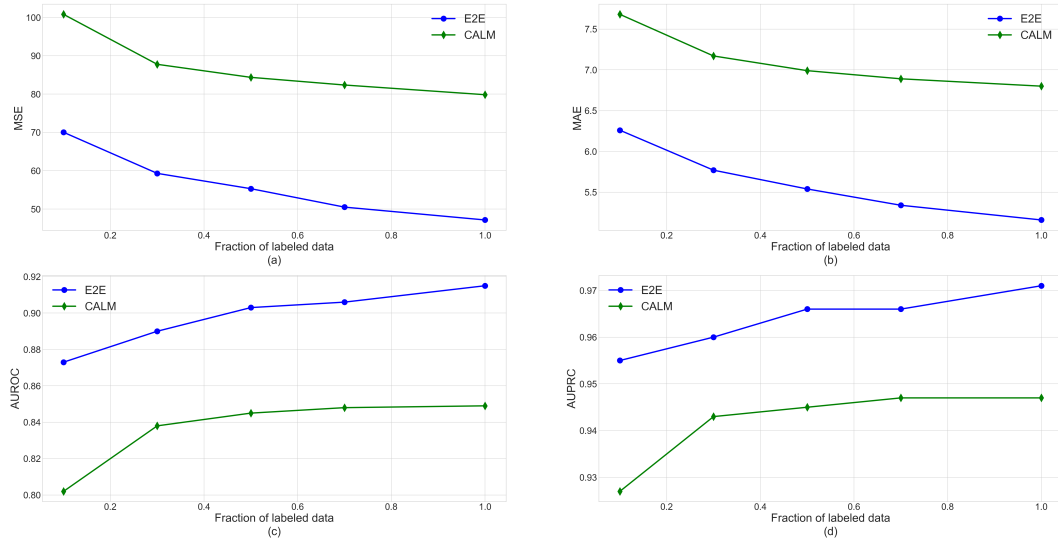 100
90
80
70
60
50
MSE
E2E
CALM
0.2
0.4
0.6
0.8
1.0
Fraction of labeled data
(a)
7.5
7.0
6.5
6.0
5.5
MAE
E2E
CALM
0.2
0.4
0.6
0.8
1.0
Fraction of labeled data
(b)
0.92
0.90
0.88
0.86
0.84
0.82
0.80
AUROC
E2E
CALM
0.2
0.4
0.6
0.8
1.0
Fraction of labeled data
(c)
0.97
0.96
0.95
0.94
0.93
AUPRC
E2E
CALM
0.2
0.4
0.6
0.8
1.0
Fraction of labeled data
(d)